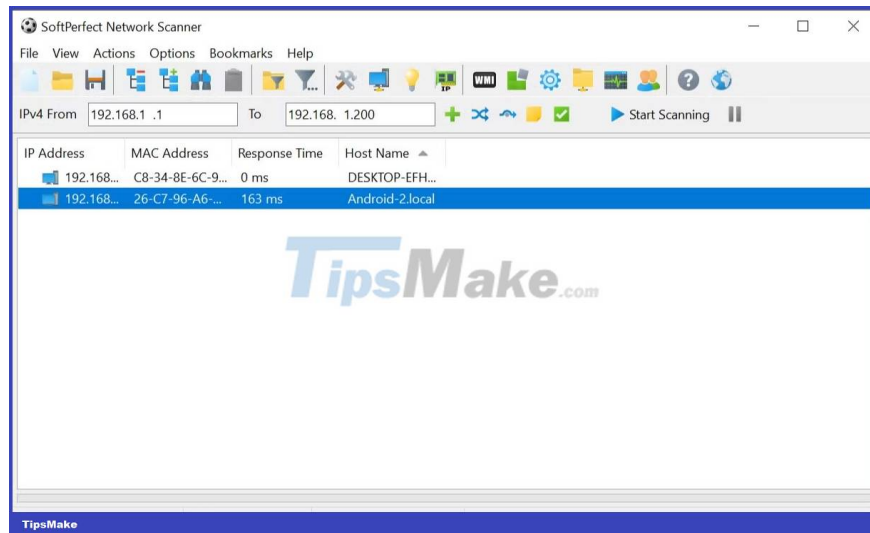 SoftPerfect Network Scanner
File View Actions Options Bookmarks Help
IP WMI
IPv4 From 192.168.1 .1 To 192.168. 1.200 Start Scanning
IP Address MAC Address Response Time Host Name
192.168... C8-34-8E-6C-9... 0 ms DESKTOP-EFH...
192.168... 26-C7-96-A6-... 163 ms Android-2.local
TipsMake.com
TipsMake